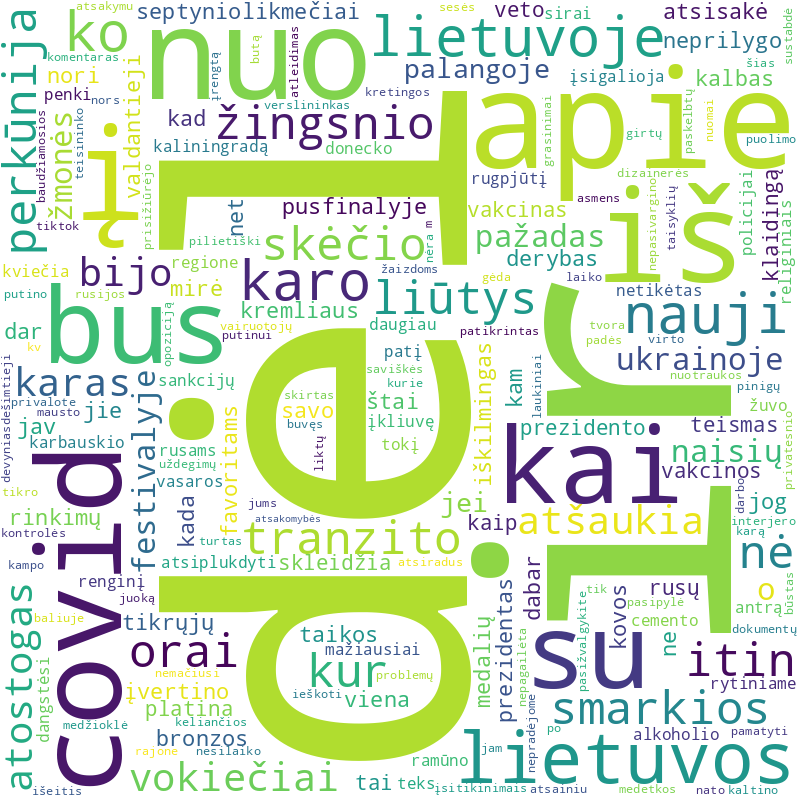 atsakymu
sesės
septyniolikmečiai
veto
sirai
atsisakė
ko
nuo
lietuvoje
neprilygo
komentaras
nori
butą
atleidimas
palangoje
įsigalioja
kalbas
šias
sustabdė
penki
nors
įrengtą
verslininkas
kretingos
perkūnija
baudžiamosios
teisininko
žmonės
valdantieji
kad
žingsnio
apie
kaliningradą
donecko
grasinimai
girtų
paskelbtų
nuomai
puolimo
į
ir
rugpjūtį
dizainerės
policijai
klaidingą
religiniais
tiktok
prisižiūrėjo
net
pusfinalyje
vakcinas
asmens
iš
nepasivargino
taisyklių
pilietiški
skėčio
nėra
m
pažadas
kviečia
regione
žaizdoms
derybas
gėda
laiko
bijo
karo
putino
rusijos
mirė
liūtys
netikėtas
bus
opoziciją
kremliaus
vairuotojų
putinui
daugiau
patikrintas
tvora
nauji
dar
padės
virto
kv
patį
ukrainoje
devyniasdešimtieji
sankcijų
saviškės
kurie
iškilmingas
kam
laukiniai
nuotraukos
karas
privalote
mausto
skirtas
štai
pinigų
jie
festivalyje
savo
buvęs
įkliuvę
žuvo
jav
favoritams
prezidento
teismas
privatesnio
karbauskio
rusams
liktų
tokį
naisių
uždegimų
kai
vakcinos
vasaros
tikro
covid
kada
jei
jums
darbo
jog
rinkimų
atsakomybės
kaip
atšaukia
interjero
kontrolės
turtas
tranzito
karą
kampo
atsiplukdyti
skleidžia
atsiradus
nė
der
tik
būstas
renginį
dabar
rusų
o
juoką
pasipylė
antrą
atostogas
baliuje
tikrųjų
medalių
prezidentas
kovos
cemento
dokumentų
taikos
ne
orai
mažiausiai
nepagailėta
su
pasižvalgykite
itin
dangstėsi
nemačiusi
kur
problemų
įvertino
ieškoti
viena
rytiniame
platina
keliančios
smarkios
pamatyti
medžioklė
bronzos
nepradėjome
po
alkoholio
rajone
nesilaiko
ramūno
jam
lietuvos
vokiečiai
tai
teks
įsitikinimais
išeitis
atsainiu
medetkos
nato
kaltino